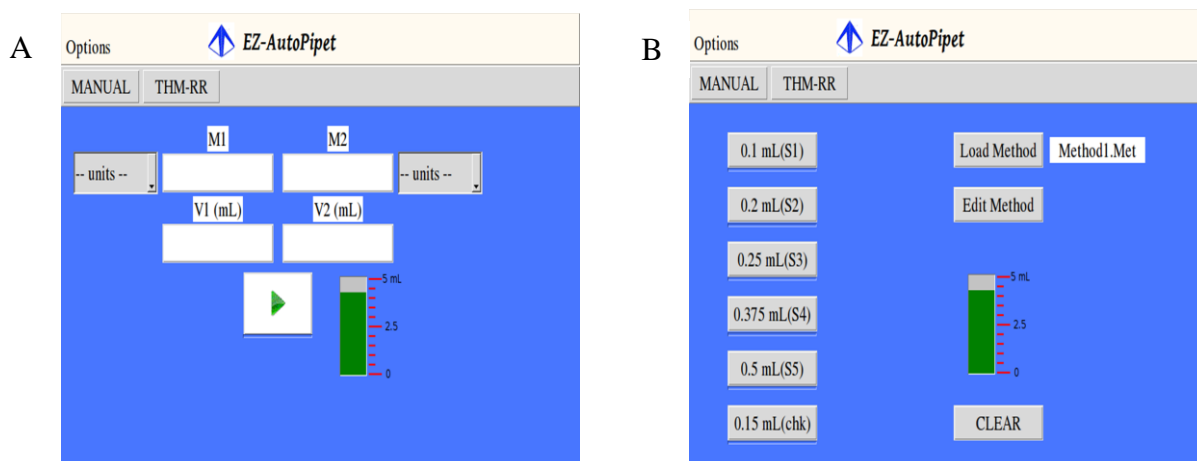 A
Options
EZ-AutoPipet
MANUAL THM-RR
M1 M2
-- units -- -- units --
V1 (mL) V2 (mL)
5 mL
2.5
0
B
Options
EZ-AutoPipet
MANUAL THM-RR
0.1 mL(S1) Load Method Method1.Met
0.2 mL(S2) Edit Method
0.25 mL(S3)
5 mL
0.375 mL(S4)
2.5
0.5 mL(S5)
0
0.15 mL(chk) CLEAR